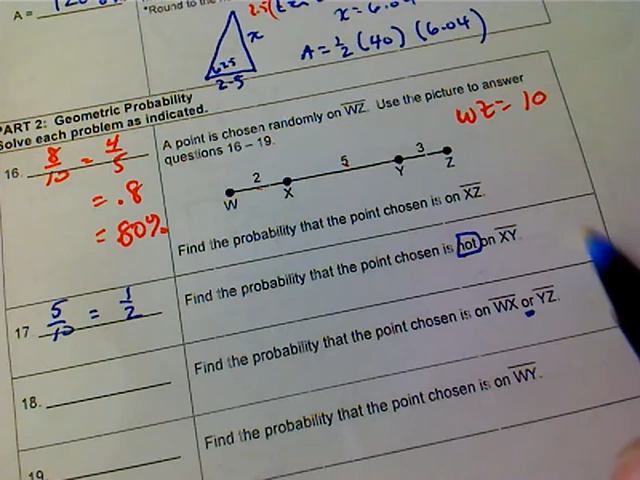 A =
*Round to the
2.5
x = 6.04
x
A = ½ (40) (6.04)
2.5
PART 2: Geometric Probability
Solve each problem as indicated.
A point is chosen randomly on WZ. Use the picture to answer
questions 16 – 19.
WZ = 10
16. 8/10 = 4/5
= .8
= 80%
2 5 3
W X Y Z
Find the probability that the point chosen is on XZ.
17 5/10 = 1/2
Find the probability that the point chosen is not on XY.
18.
Find the probability that the point chosen is on WX or YZ.
19.
Find the probability that the point chosen is on WY.